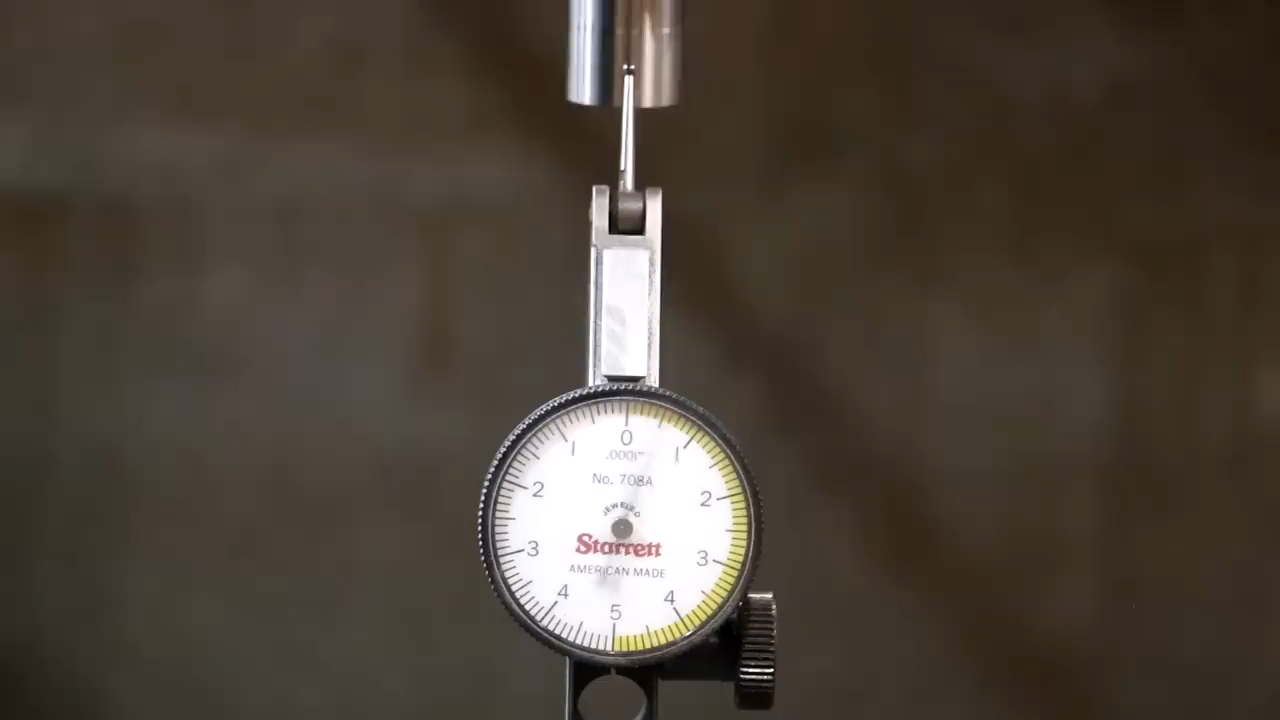 0
1 1
.0001"
No. 708A
2 2
JEWELED
Starrett
3 3
AMERICAN MADE
4 4
5